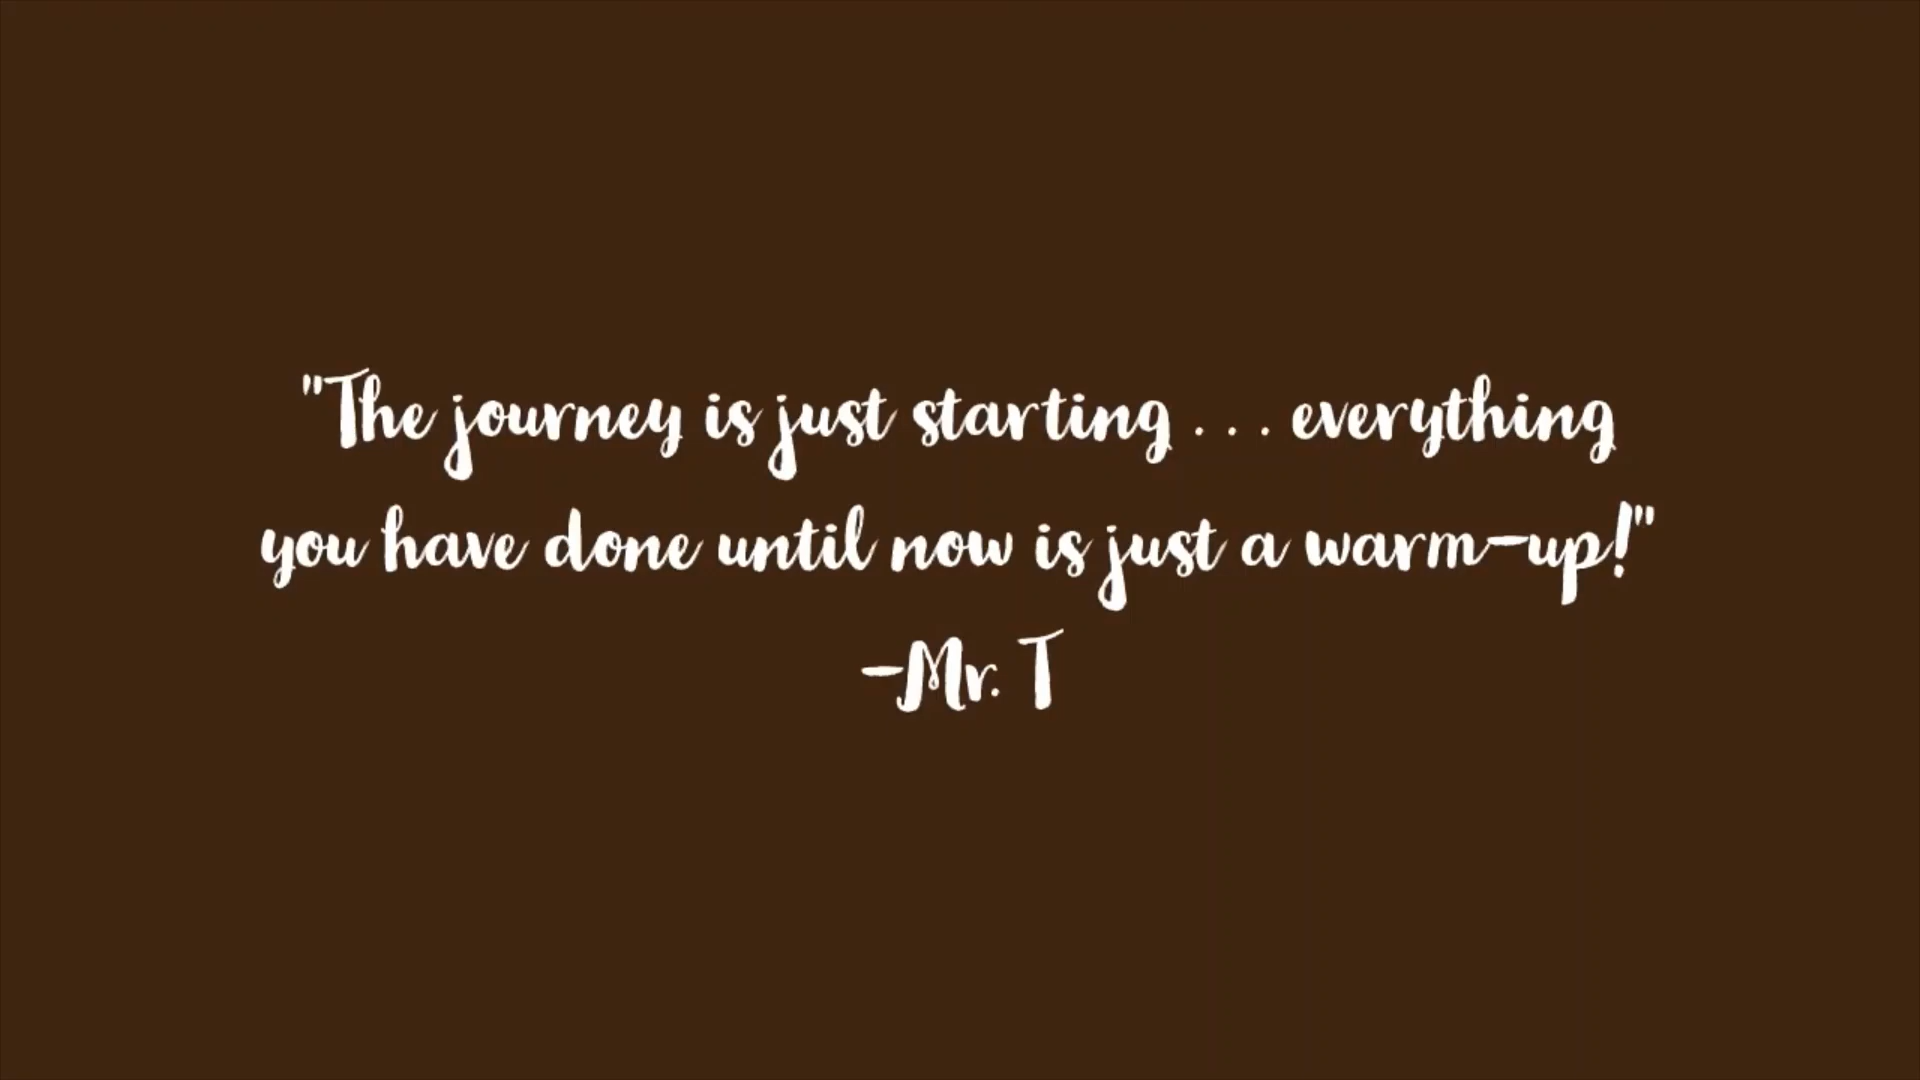 "The journey is just starting . . . everything
you have done until now is just a warm-up!"
-Mr. T